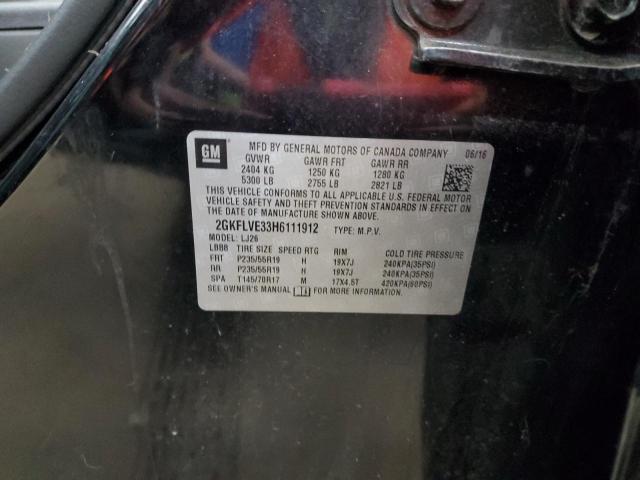 GM
MFD BY GENERAL MOTORS OF CANADA COMPANY 06/16
GVWR GAWR FRT GAWR RR
2404 KG 1250 KG 1280 KG
5300 LB 2755 LB 2821 LB
THIS VEHICLE CONFORMS TO ALL APPLICABLE U.S. FEDERAL MOTOR
VEHICLE SAFETY, BUMPER, AND THEFT PREVENTION STANDARDS IN EFFECT ON THE
DATE OF MANUFACTURE SHOWN ABOVE.
2GKFLVE33H6111912 TYPE: M.P.V.
MODEL: LJ26
LBBB TIRE SIZE SPEED RTG RIM COLD TIRE PRESSURE
FRT P235/55R19 H 19X7J 240KPA(35PSI)
RR P235/55R19 H 19X7J 240KPA(35PSI)
SPA T145/70R17 M 17X4.5T 420KPA(60PSI)
SEE OWNER'S MANUAL FOR MORE INFORMATION.